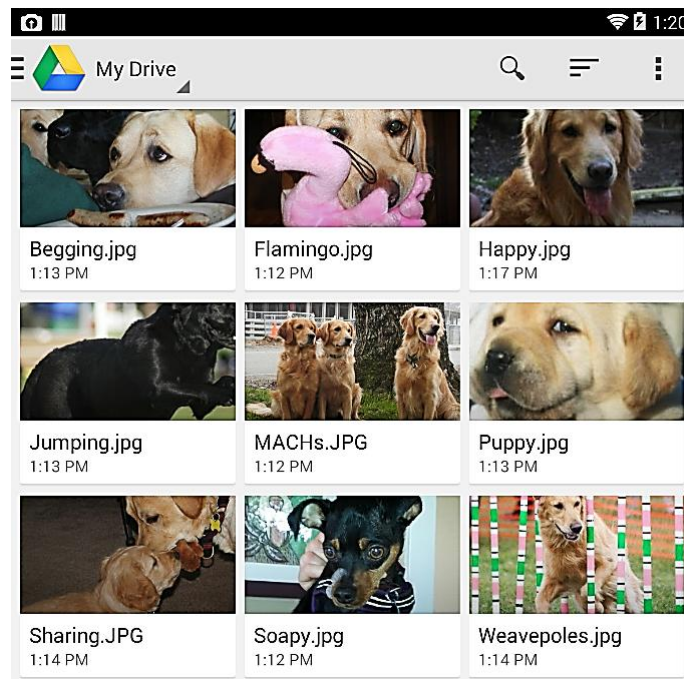 1:20
My Drive
Begging.jpg
1:13 PM
Flamingo.jpg
1:12 PM
Happy.jpg
1:17 PM
Jumping.jpg
1:13 PM
MACHs.JPG
1:12 PM
Puppy.jpg
1:13 PM
Sharing.JPG
1:14 PM
Soapy.jpg
1:12 PM
Weavepoles.jpg
1:14 PM